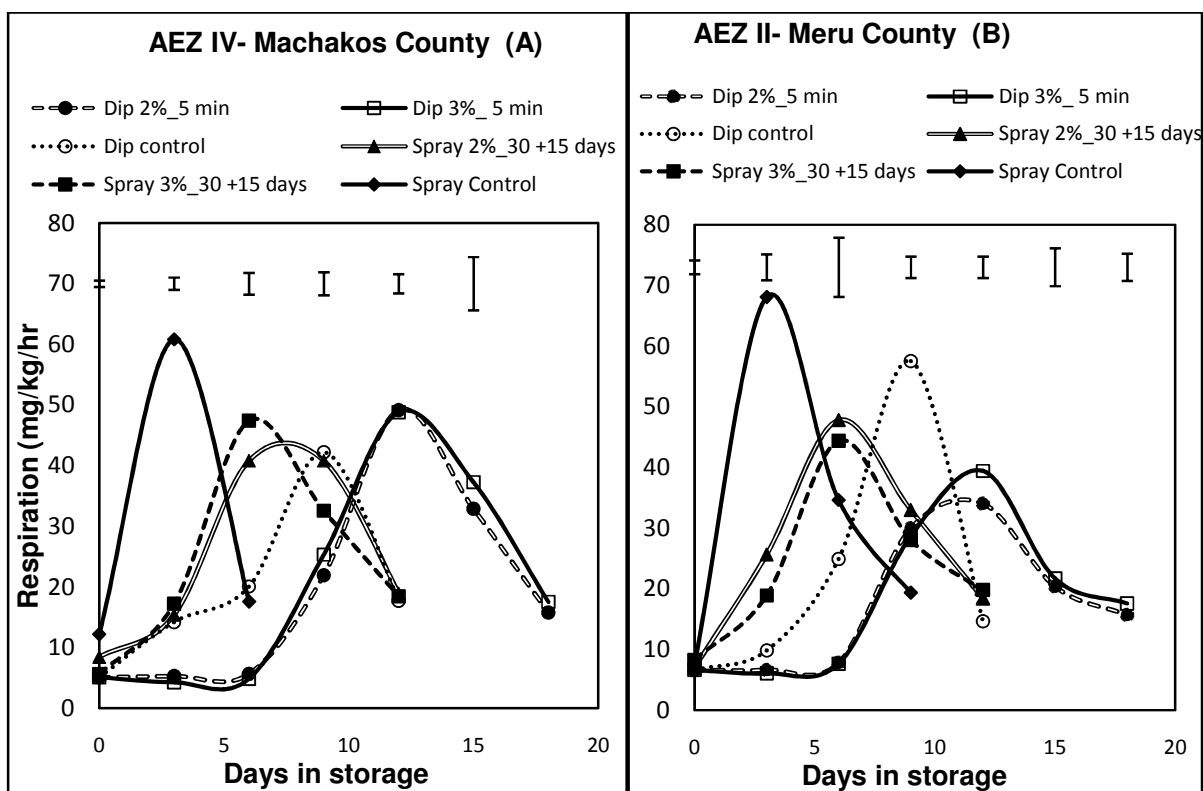 AEZ IV- Machakos County (A)
Dip 2%_5 min
Dip 3%_ 5 min
Dip control
Spray 2%_30 +15 days
Spray 3%_30 +15 days
Spray Control
80
70
60
50
40
30
20
10
0
Respiration (mg/kg/hr)
0 5 10 15 20
Days in storage
AEZ II- Meru County (B)
Dip 2%_5 min
Dip 3%_ 5 min
Dip control
Spray 2%_30 +15 days
Spray 3%_30 +15 days
Spray Control
80
70
60
50
40
30
20
10
0
0 5 10 15 20
Days in storage